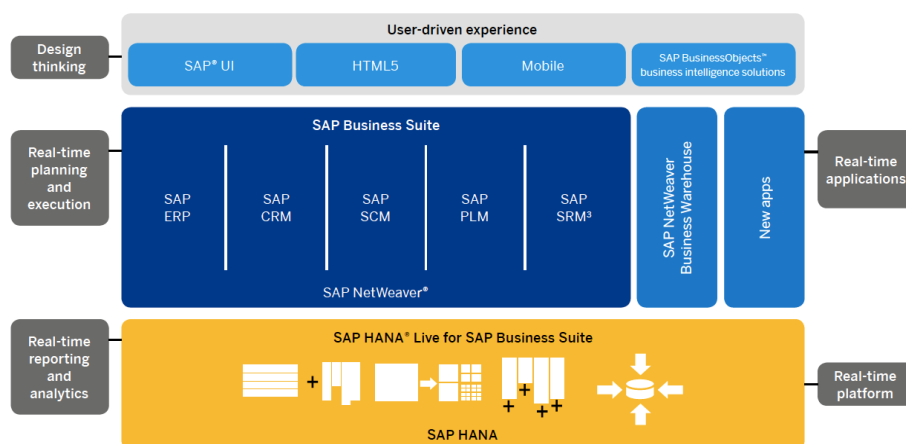 User-driven experience
Design
thinking
SAP® UI
HTML5
Mobile
SAP BusinessObjects™
business intelligence solutions
Real-time
planning
and
execution
SAP Business Suite
SAP
ERP
SAP
CRM
SAP
SCM
SAP
PLM
SAP
SRM³
SAP NetWeaver®
SAP NetWeaver
Business Warehouse
New apps
Real-time
applications
Real-time
reporting
and
analytics
SAP HANA® Live for SAP Business Suite
SAP HANA
Real-time
platform